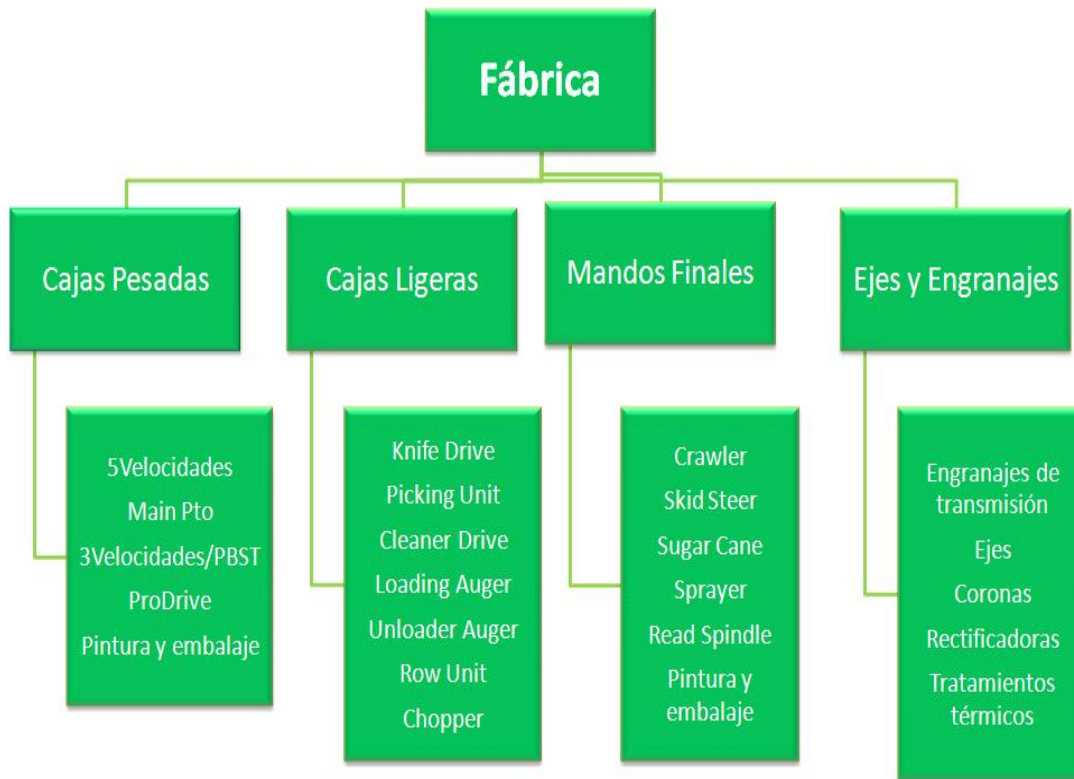 Fábrica
Cajas Pesadas
Cajas Ligeras
Mandos Finales
Ejes y Engranajes
5Velocidades
Main Pto
3Velocidades/PBST
ProDrive
Pintura y embalaje
Knife Drive
Picking Unit
Cleaner Drive
Loading Auger
Unloader Auger
Row Unit
Chopper
Crawler
Skid Steer
Sugar Cane
Sprayer
Read Spindle
Pintura y
embalaje
Engranajes de
transmisión
Ejes
Coronas
Rectificadoras
Tratamientos
térmicos